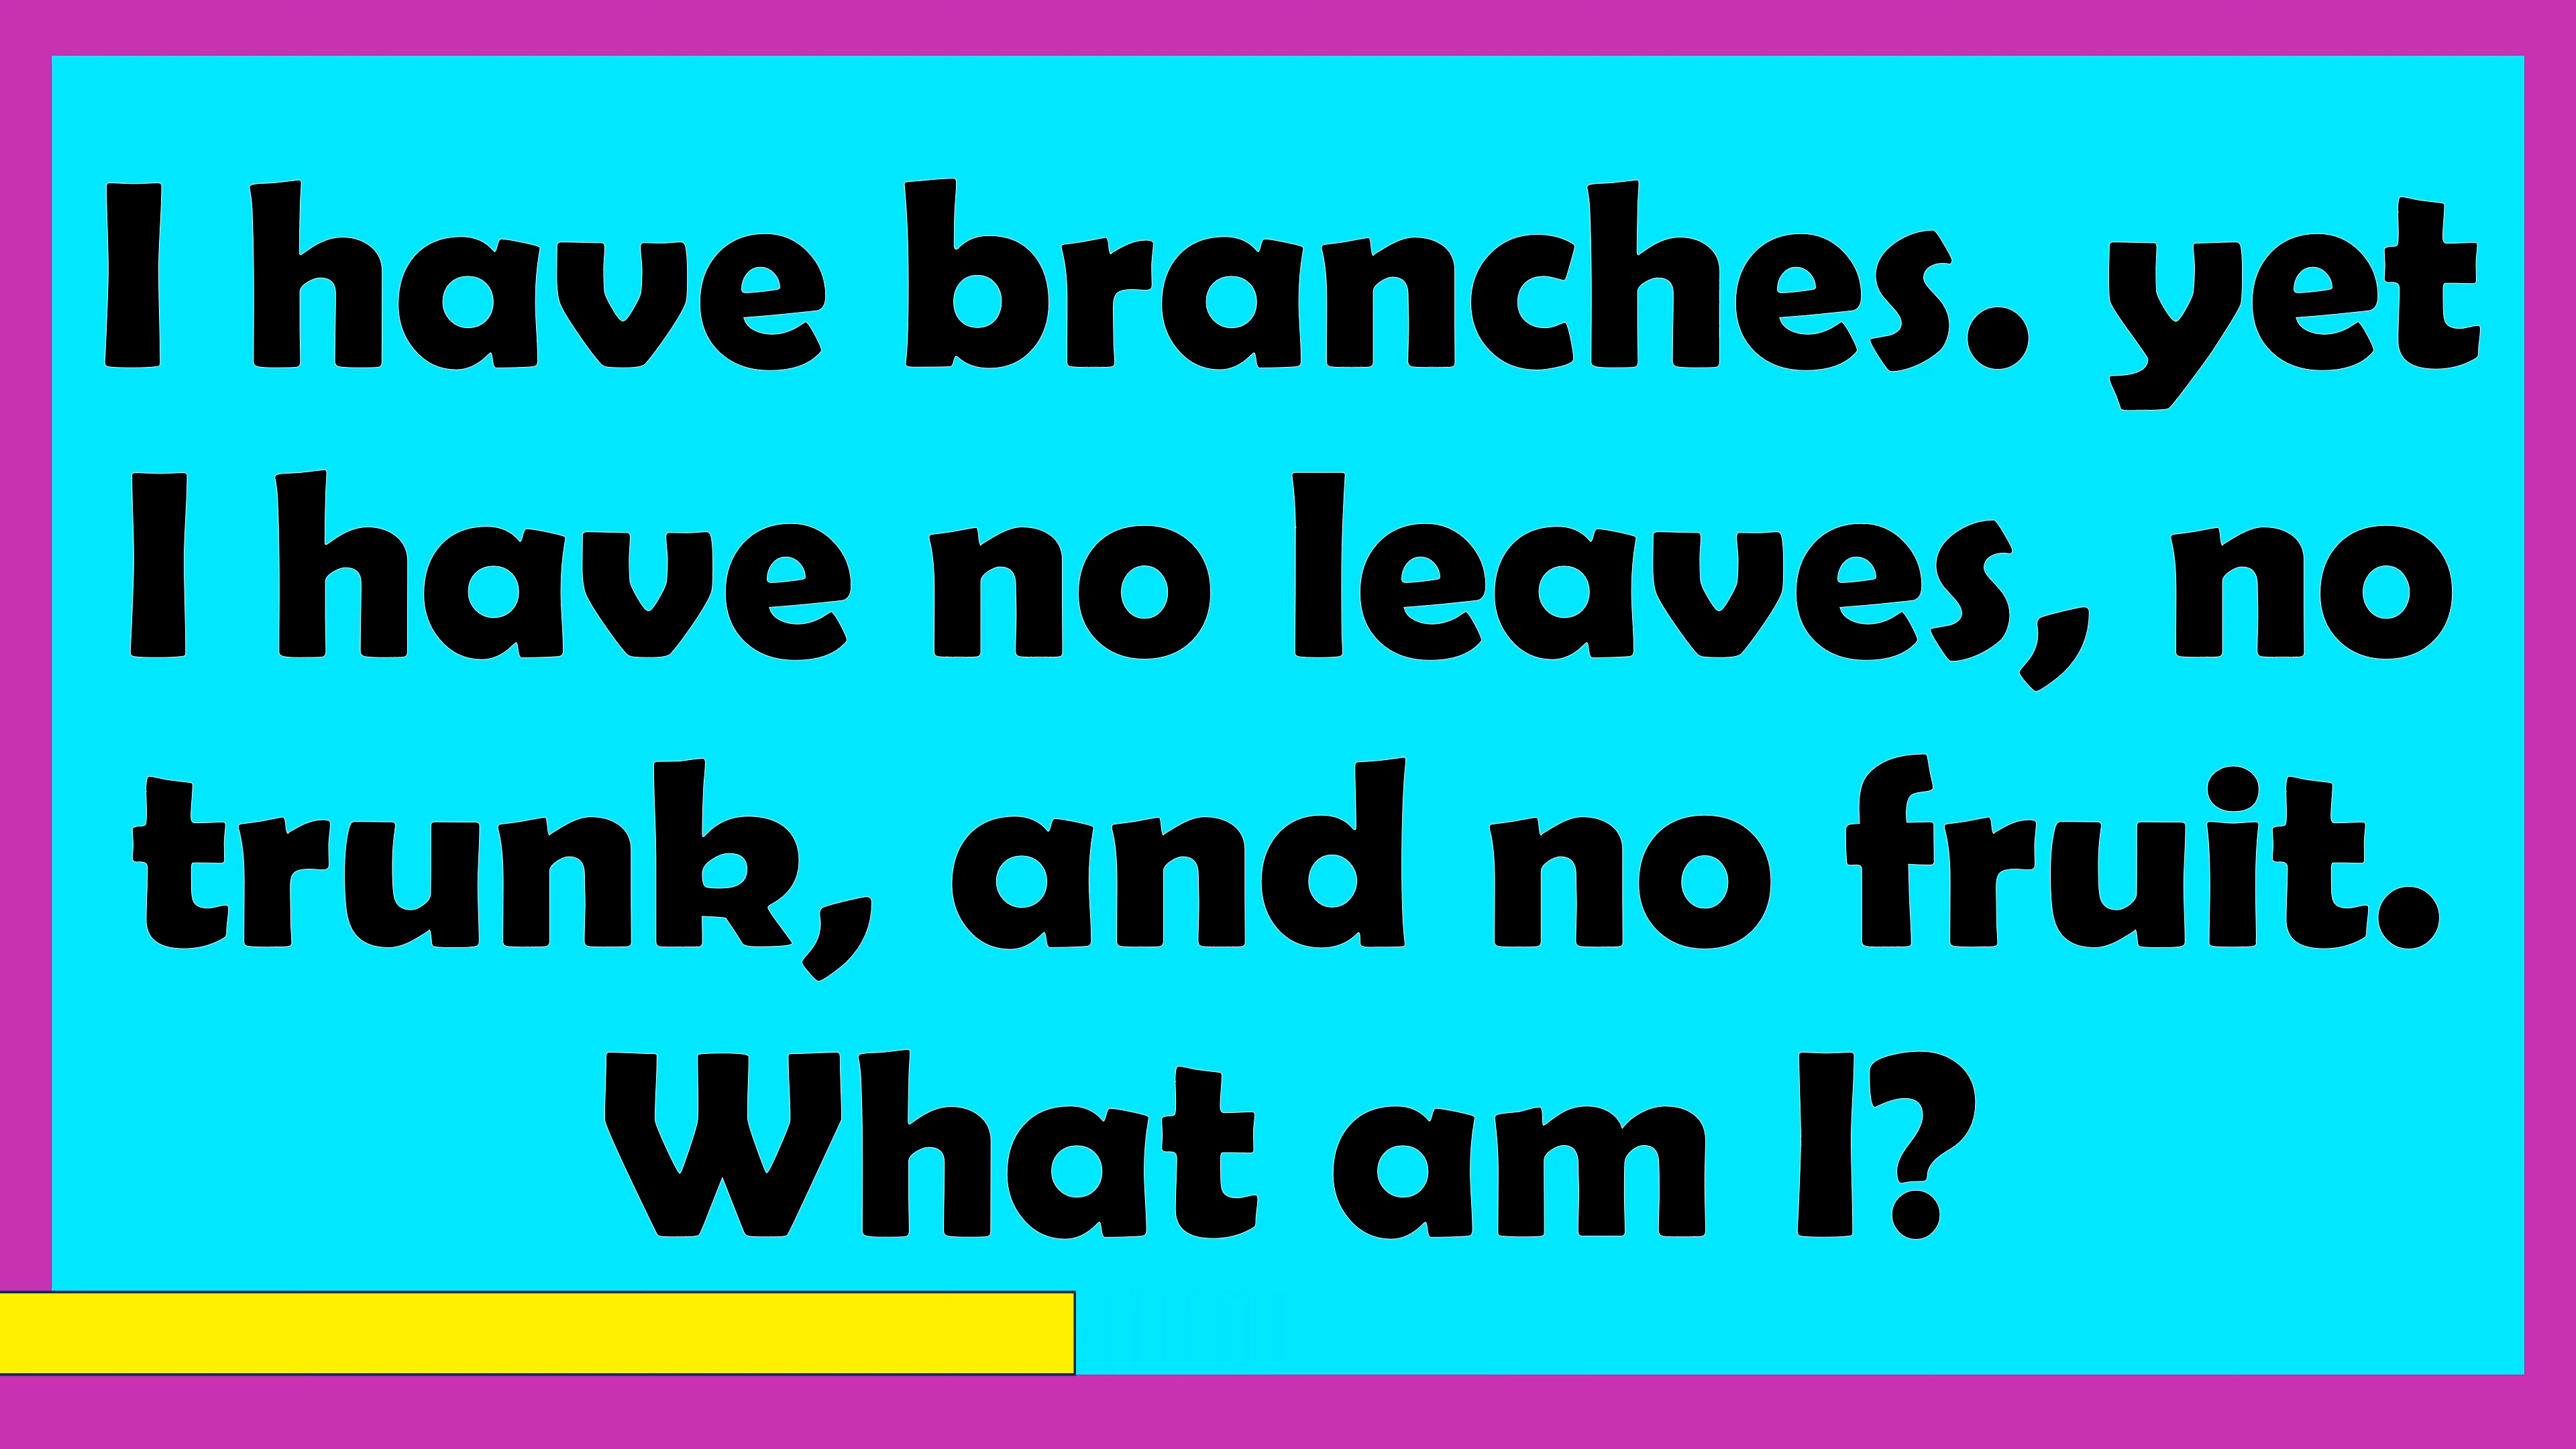 I have branches. yet
I have no leaves, no
trunk, and no fruit.
What am I?